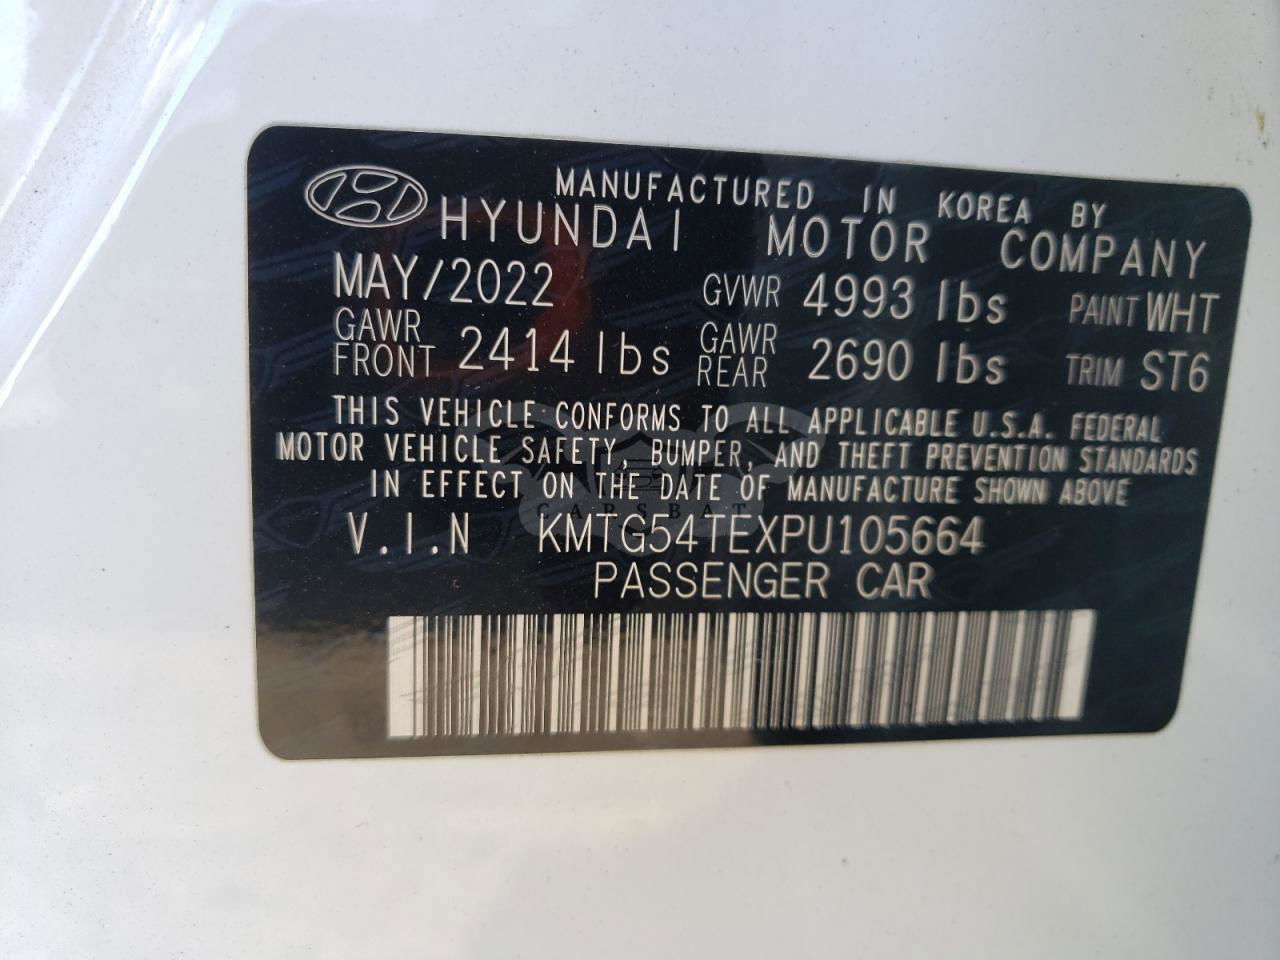 MANUFACTURED IN KOREA BY
HYUNDAI MOTOR COMPANY
MAY/2022 GVWR 4993 lbs PAINT WHT
GAWR FRONT 2414 lbs GAWR REAR 2690 lbs TRIM ST6
THIS VEHICLE CONFORMS TO ALL APPLICABLE U.S.A. FEDERAL
MOTOR VEHICLE SAFETY, BUMPER, AND THEFT PREVENTION STANDARDS
IN EFFECT ON THE DATE OF MANUFACTURE SHOWN ABOVE
CARSBAT
V.I.N KMTG54TEXPU105664
PASSENGER CAR